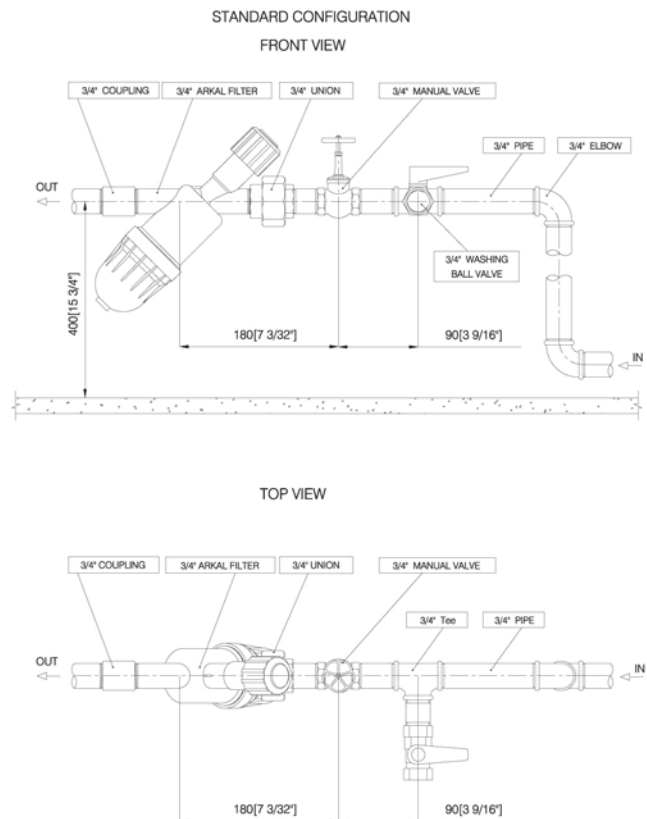 STANDARD CONFIGURATION
FRONT VIEW
3/4" COUPLING
3/4" ARKAL FILTER
3/4" UNION
3/4" MANUAL VALVE
3/4" PIPE
3/4" ELBOW
OUT
3/4" WASHING
BALL VALVE
400[15 3/4"]
180[7 3/32"]
90[3 9/16"]
IN
TOP VIEW
3/4" COUPLING
3/4" ARKAL FILTER
3/4" UNION
3/4" MANUAL VALVE
3/4" Tee
3/4" PIPE
OUT
IN
180[7 3/32"]
90[3 9/16"]